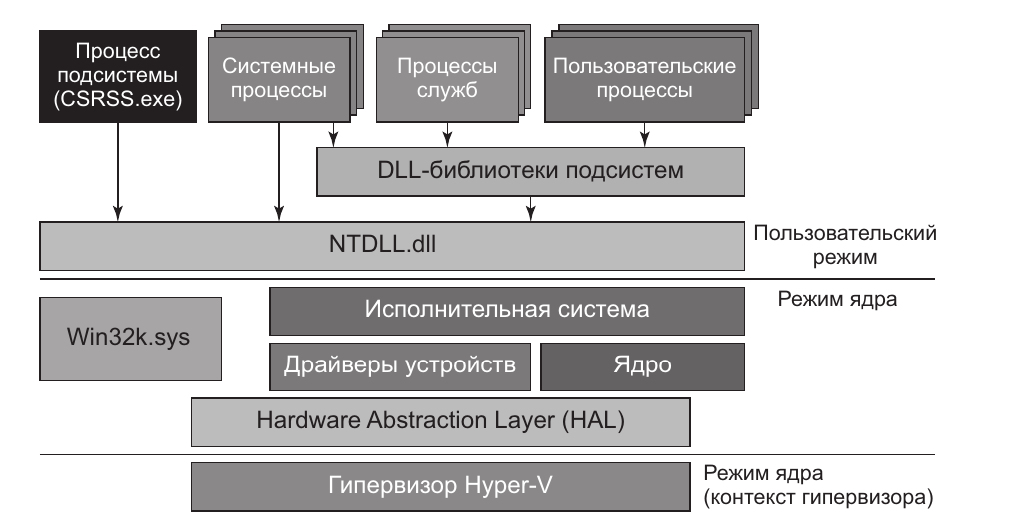 Процесс
подсистемы
(CSRSS.exe)
Системные
процессы
Процессы
служб
Пользовательские
процессы
DLL-библиотеки подсистем
NTDLL.dll
Пользовательский
режим
Режим ядра
Исполнительная система
Win32k.sys
Драйверы устройств
Ядро
Hardware Abstraction Layer (HAL)
Гипервизор Hyper-V
Режим ядра
(контекст гипервизора)